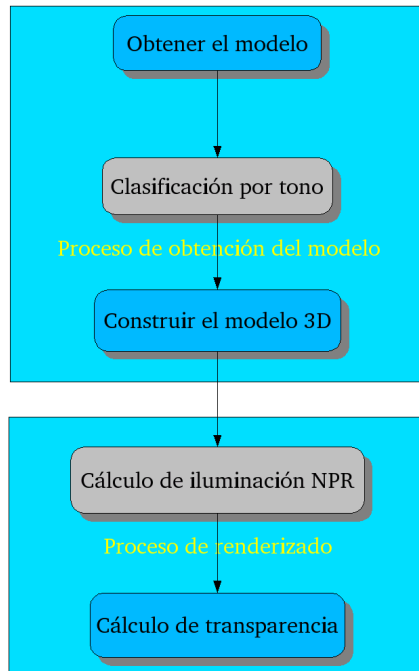 Obtener el modelo
Clasificación por tono
Proceso de obtención del modelo
Construir el modelo 3D
Cálculo de iluminación NPR
Proceso de renderizado
Cálculo de transparencia